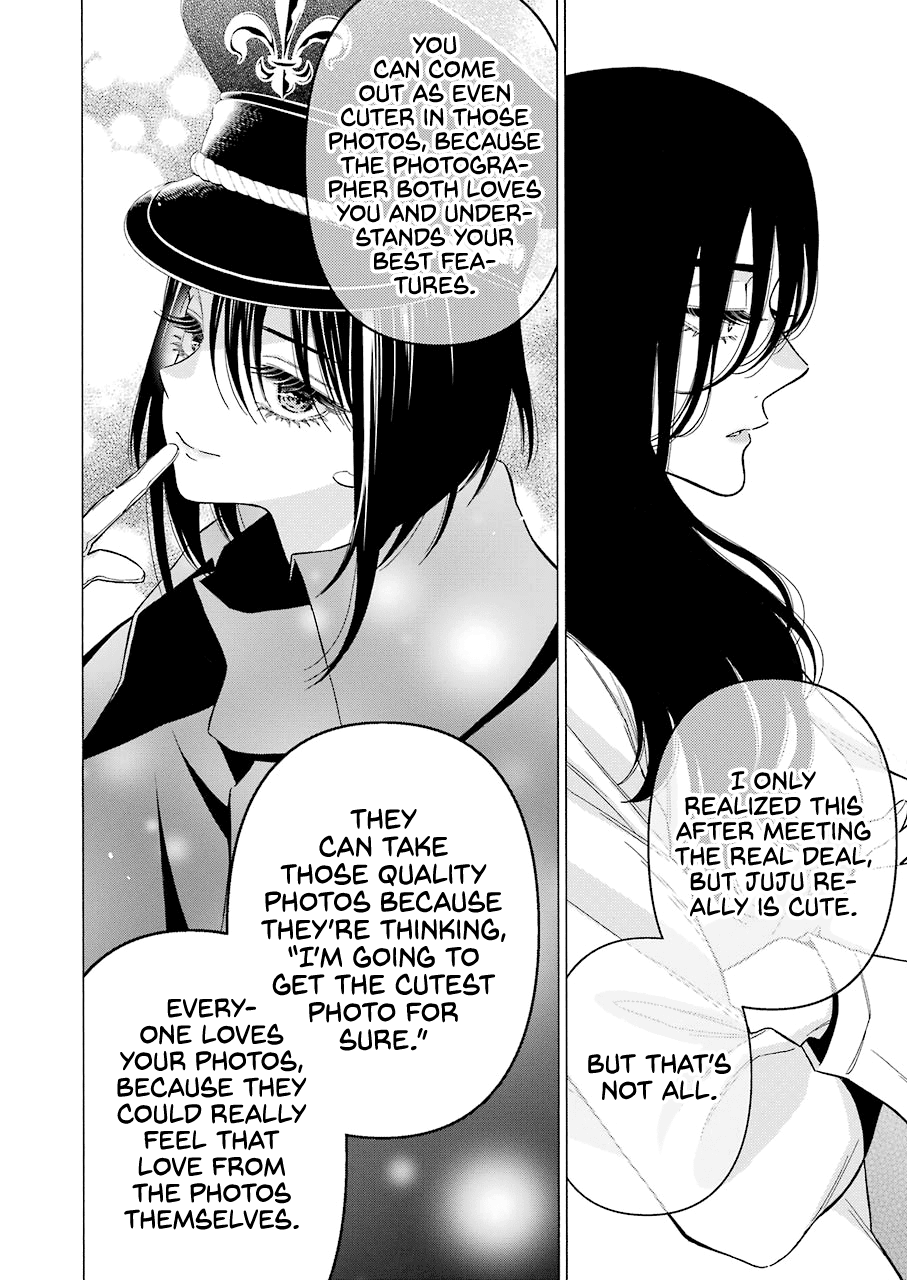 I ONLY
REALIZED THIS
AFTER MEETING
THE REAL DEAL,
BUT JUJU RE-
ALLY IS CUTE.
BUT THAT'S
NOT ALL.
YOU
CAN COME
OUT AS EVEN
CUTER IN THOSE
PHOTOS, BECAUSE
THE PHOTOGRA-
PHER BOTH LOVES
YOU AND UNDER-
STANDS YOUR
BEST FEA-
TURES.
THEY
CAN TAKE
THOSE QUALITY
PHOTOS BECAUSE
THEY'RE THINKING,
"I'M GOING TO
GET THE CUTEST
PHOTO FOR
SURE."
EVERY-
ONE LOVES
YOUR PHOTOS,
BECAUSE THEY
COULD REALLY
FEEL THAT
LOVE FROM
THE PHOTOS
THEMSELVES.